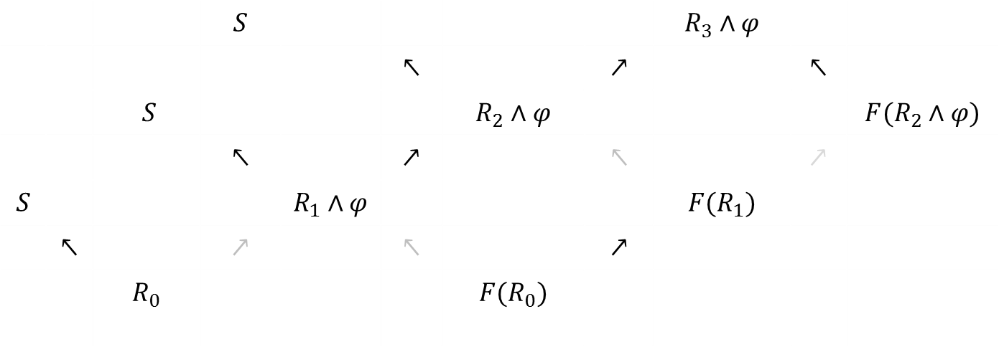 S R₃ ∧ φ
↖ ↗ ↖
S R₂ ∧ φ F(R₂ ∧ φ)
↖ ↗ ↖ ↗
S R₁ ∧ φ F(R₁)
↖ ↗ ↖ ↗
R₀ F(R₀)